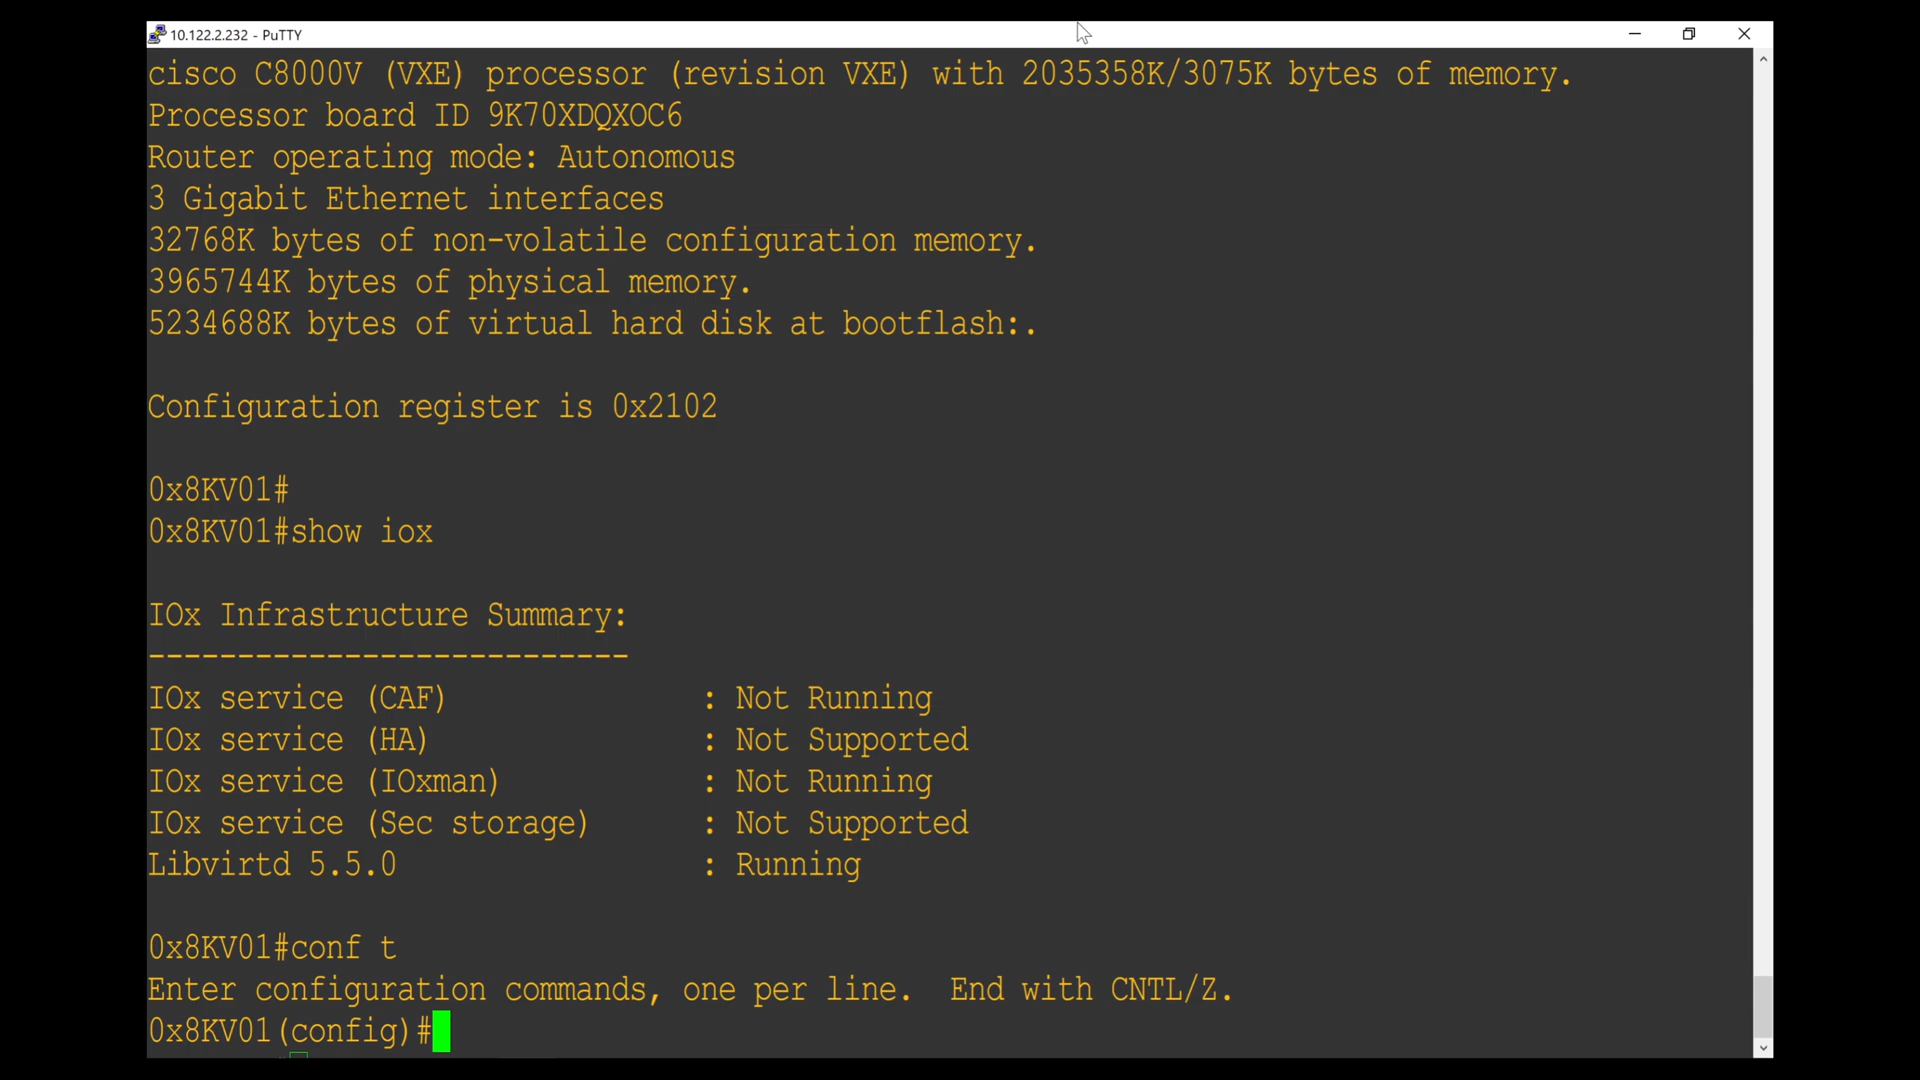 10.122.2.232 - PuTTY
cisco C8000V (VXE) processor (revision VXE) with 2035358K/3075K bytes of memory.
Processor board ID 9K70XDQXOC6
Router operating mode: Autonomous
3 Gigabit Ethernet interfaces
32768K bytes of non-volatile configuration memory.
3965744K bytes of physical memory.
5234688K bytes of virtual hard disk at bootflash:.
Configuration register is 0x2102
0x8KV01#
0x8KV01#show iox
IOx Infrastructure Summary:
---------------------------
IOx service (CAF)              : Not Running
IOx service (HA)               : Not Supported
IOx service (IOxman)           : Not Running
IOx service (Sec storage)      : Not Supported
Libvirtd 5.5.0                 : Running
0x8KV01#conf t
Enter configuration commands, one per line.  End with CNTL/Z.
0x8KV01(config)#